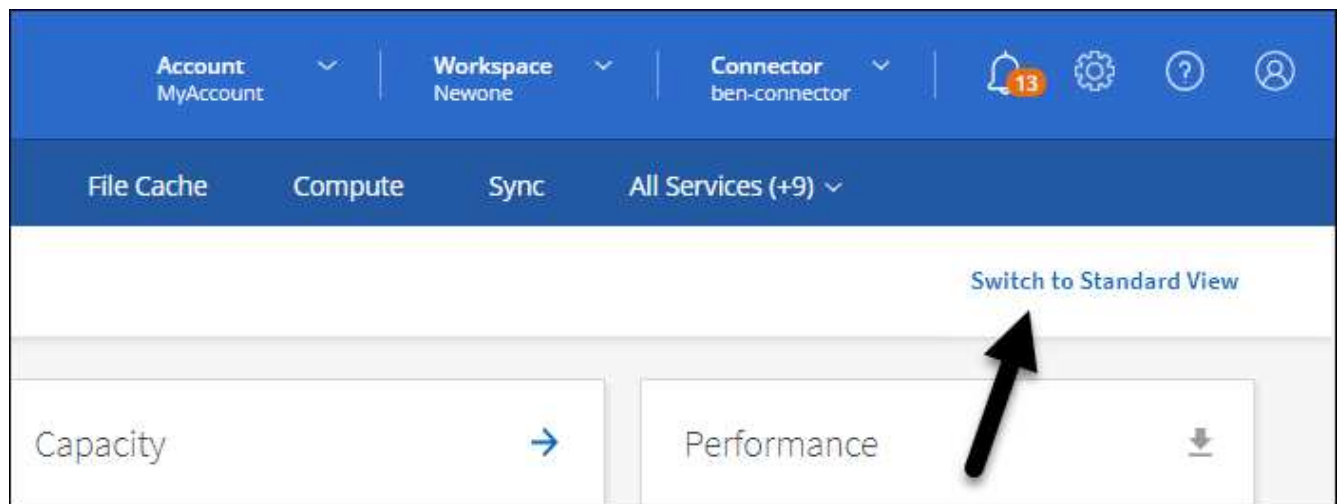 Account Workspace Connector
MyAccount Newone ben-connector
13
?
File Cache Compute Sync All Services (+9)
Switch to Standard View
Capacity Performance